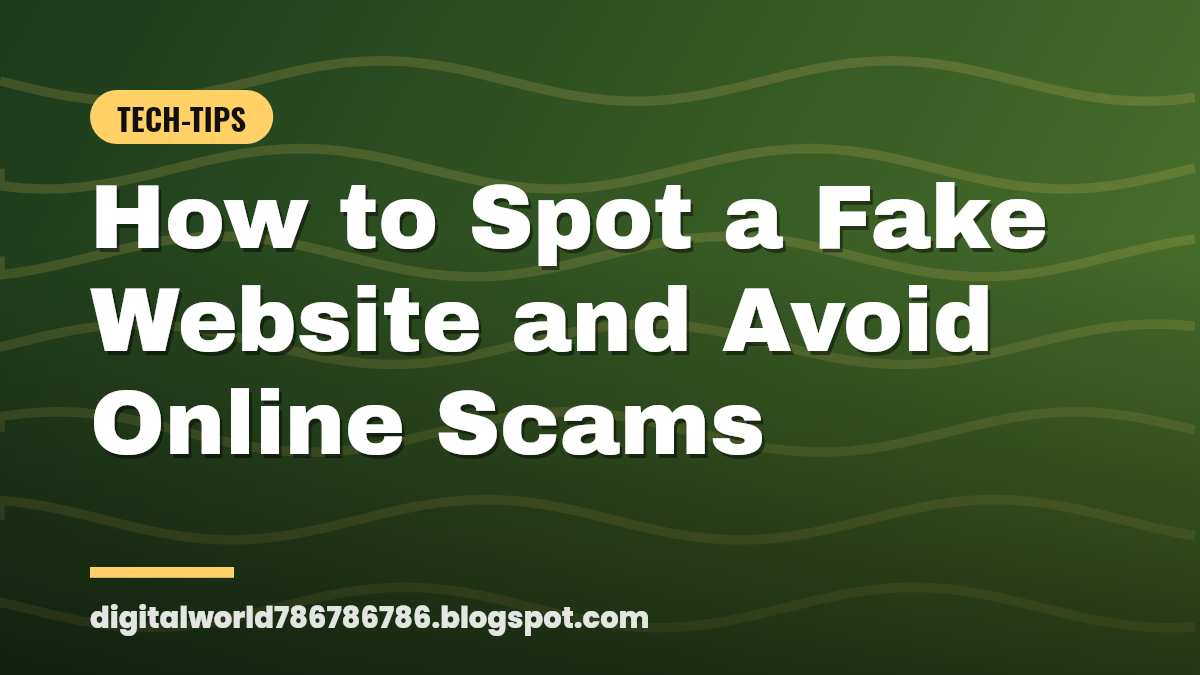 TECH-TIPS
How to Spot a Fake
Website and Avoid
Online Scams
digitalworld786786786.blogspot.com